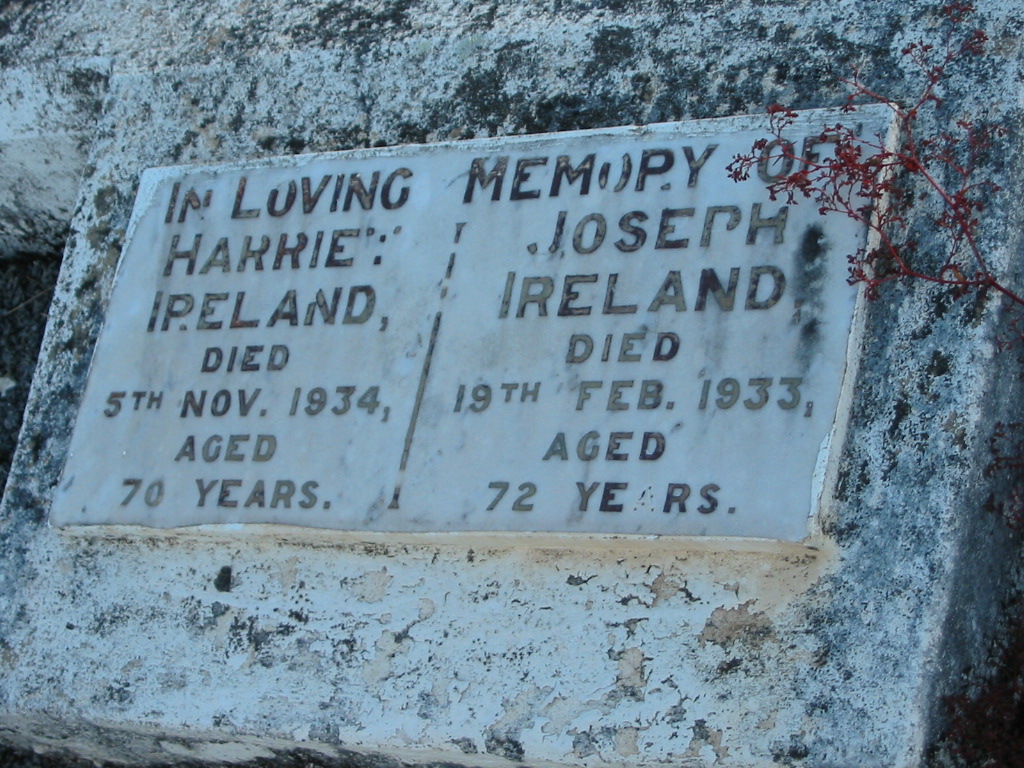 IN LOVING MEMORY OF
HARRIET
IRELAND,
DIED
5TH NOV. 1934,
AGED
70 YEARS.
JOSEPH
IRELAND,
DIED
19TH FEB. 1933,
AGED
72 YEARS.